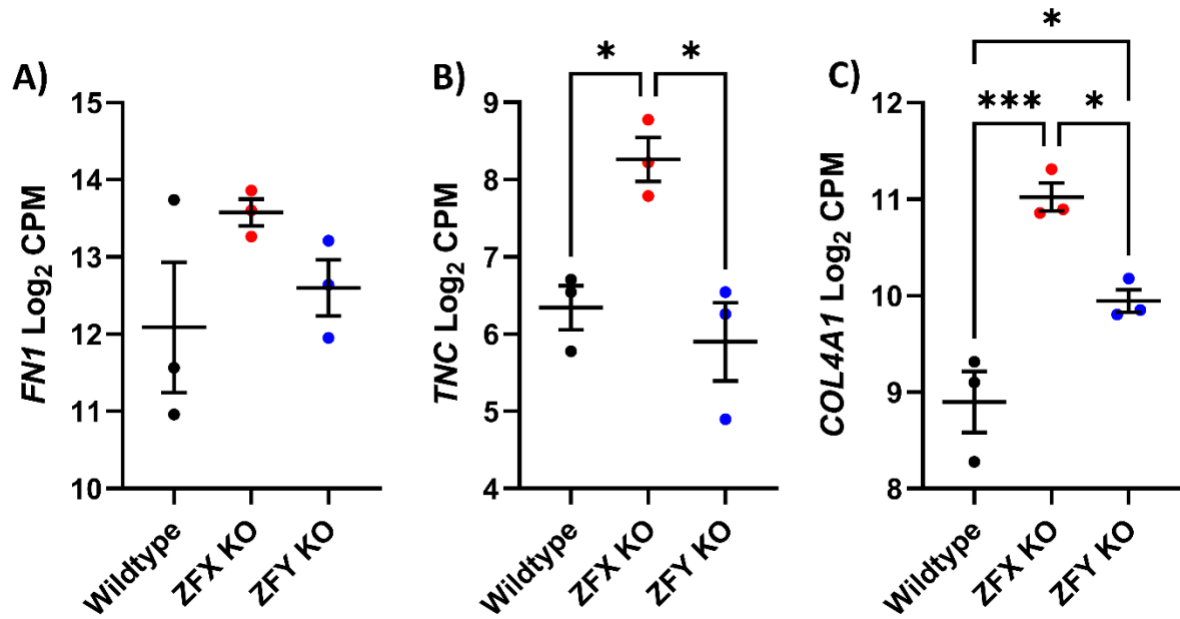 A)
FN1 Log₂ CPM
15
14
13
12
11
10
Wildtype
ZFX KO
ZFY KO
B)
TNC Log₂ CPM
* *
9
8
7
6
5
4
Wildtype
ZFX KO
ZFY KO
C)
COL4A1 Log₂ CPM
*
*** *
12
11
10
9
8
Wildtype
ZFX KO
ZFY KO